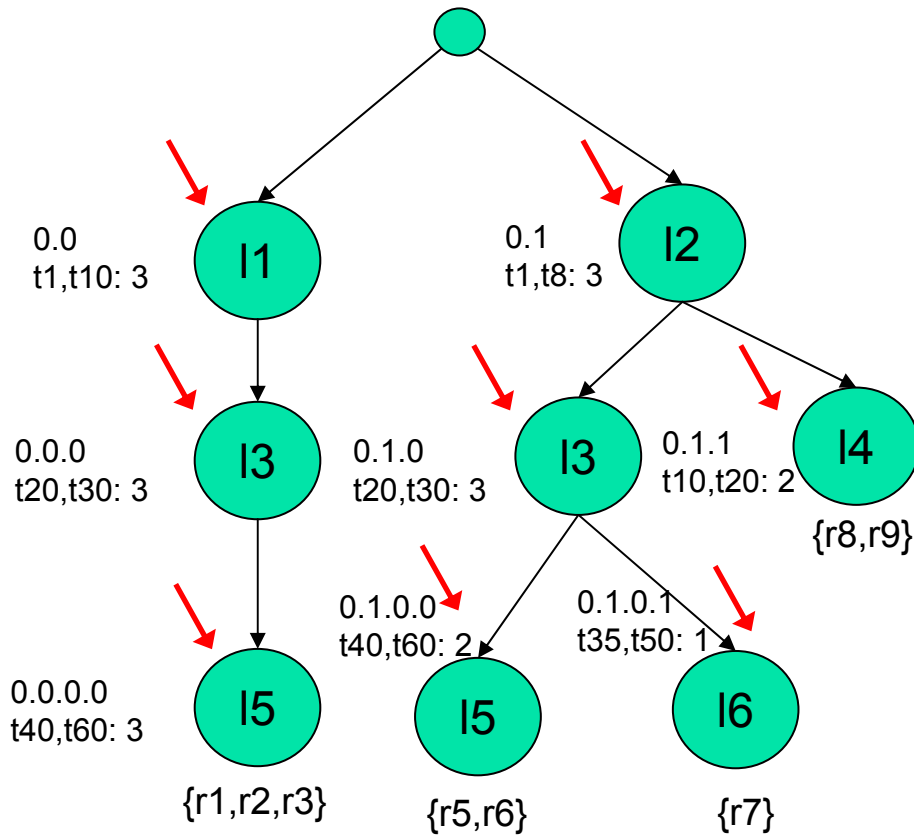 l1
0.0
t1,t10: 3
l2
0.1
t1,t8: 3
l3
0.0.0
t20,t30: 3
l3
0.1.0
t20,t30: 3
l4
0.1.1
t10,t20: 2
{r8,r9}
l5
0.0.0.0
t40,t60: 3
{r1,r2,r3}
0.1.0.0
t40,t60: 2
l5
{r5,r6}
0.1.0.1
t35,t50: 1
l6
{r7}